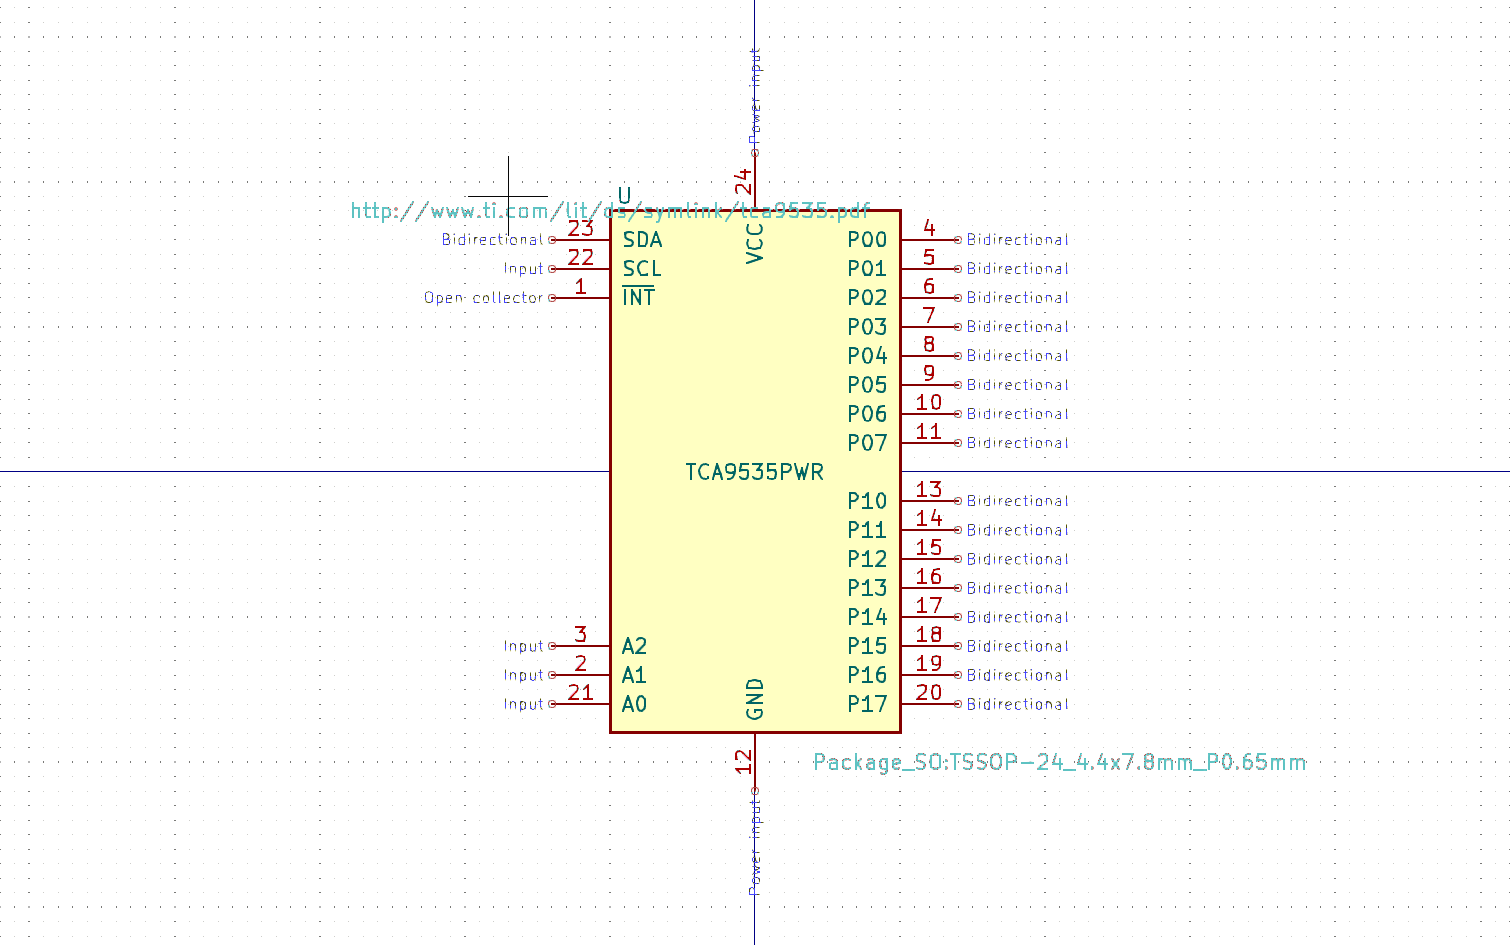 Power input
24
U
http://www.ti.com/lit/ds/symlink/tca9535.pdf
VCC
Bidirectional 23 SDA P00 4 Bidirectional
Input 22 SCL P01 5 Bidirectional
Open collector 1 INT P02 6 Bidirectional
P03 7 Bidirectional
P04 8 Bidirectional
P05 9 Bidirectional
P06 10 Bidirectional
P07 11 Bidirectional
TCA9535PWR
P10 13 Bidirectional
P11 14 Bidirectional
P12 15 Bidirectional
P13 16 Bidirectional
P14 17 Bidirectional
Input 3 A2 P15 18 Bidirectional
Input 2 A1 P16 19 Bidirectional
Input 21 A0 P17 20 Bidirectional
GND
12
Package_SO:TSSOP-24_4.4x7.8mm_P0.65mm
Power input